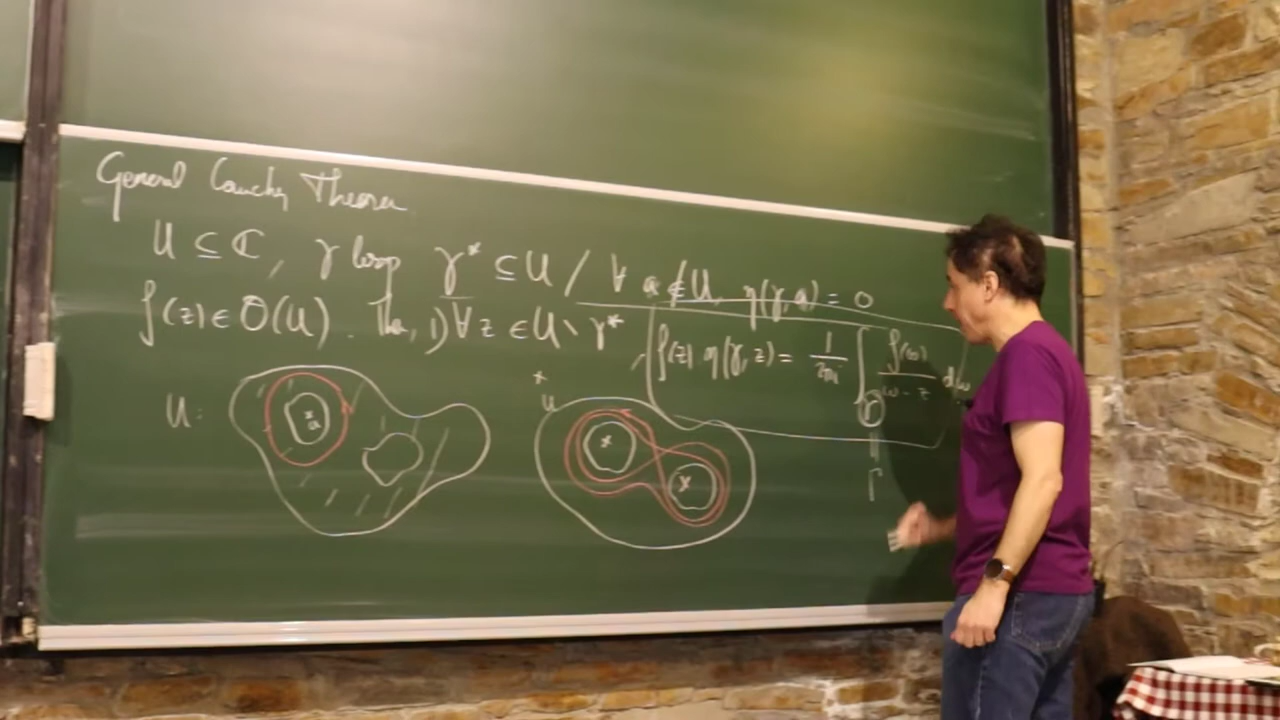 General Cauchy Theorem
U ⊆ ℂ, γ loop γ* ⊆ U / ∀ a ∉ U, η(γ,a) = 0
f(z) ∈ O(U). Then, 1) ∀ z ∈ U \ γ*
f(z) η(γ,z) = 1/2πi ∫_γ f(w)/(w - z) dw
U:
a
U
x
x
||
Γ